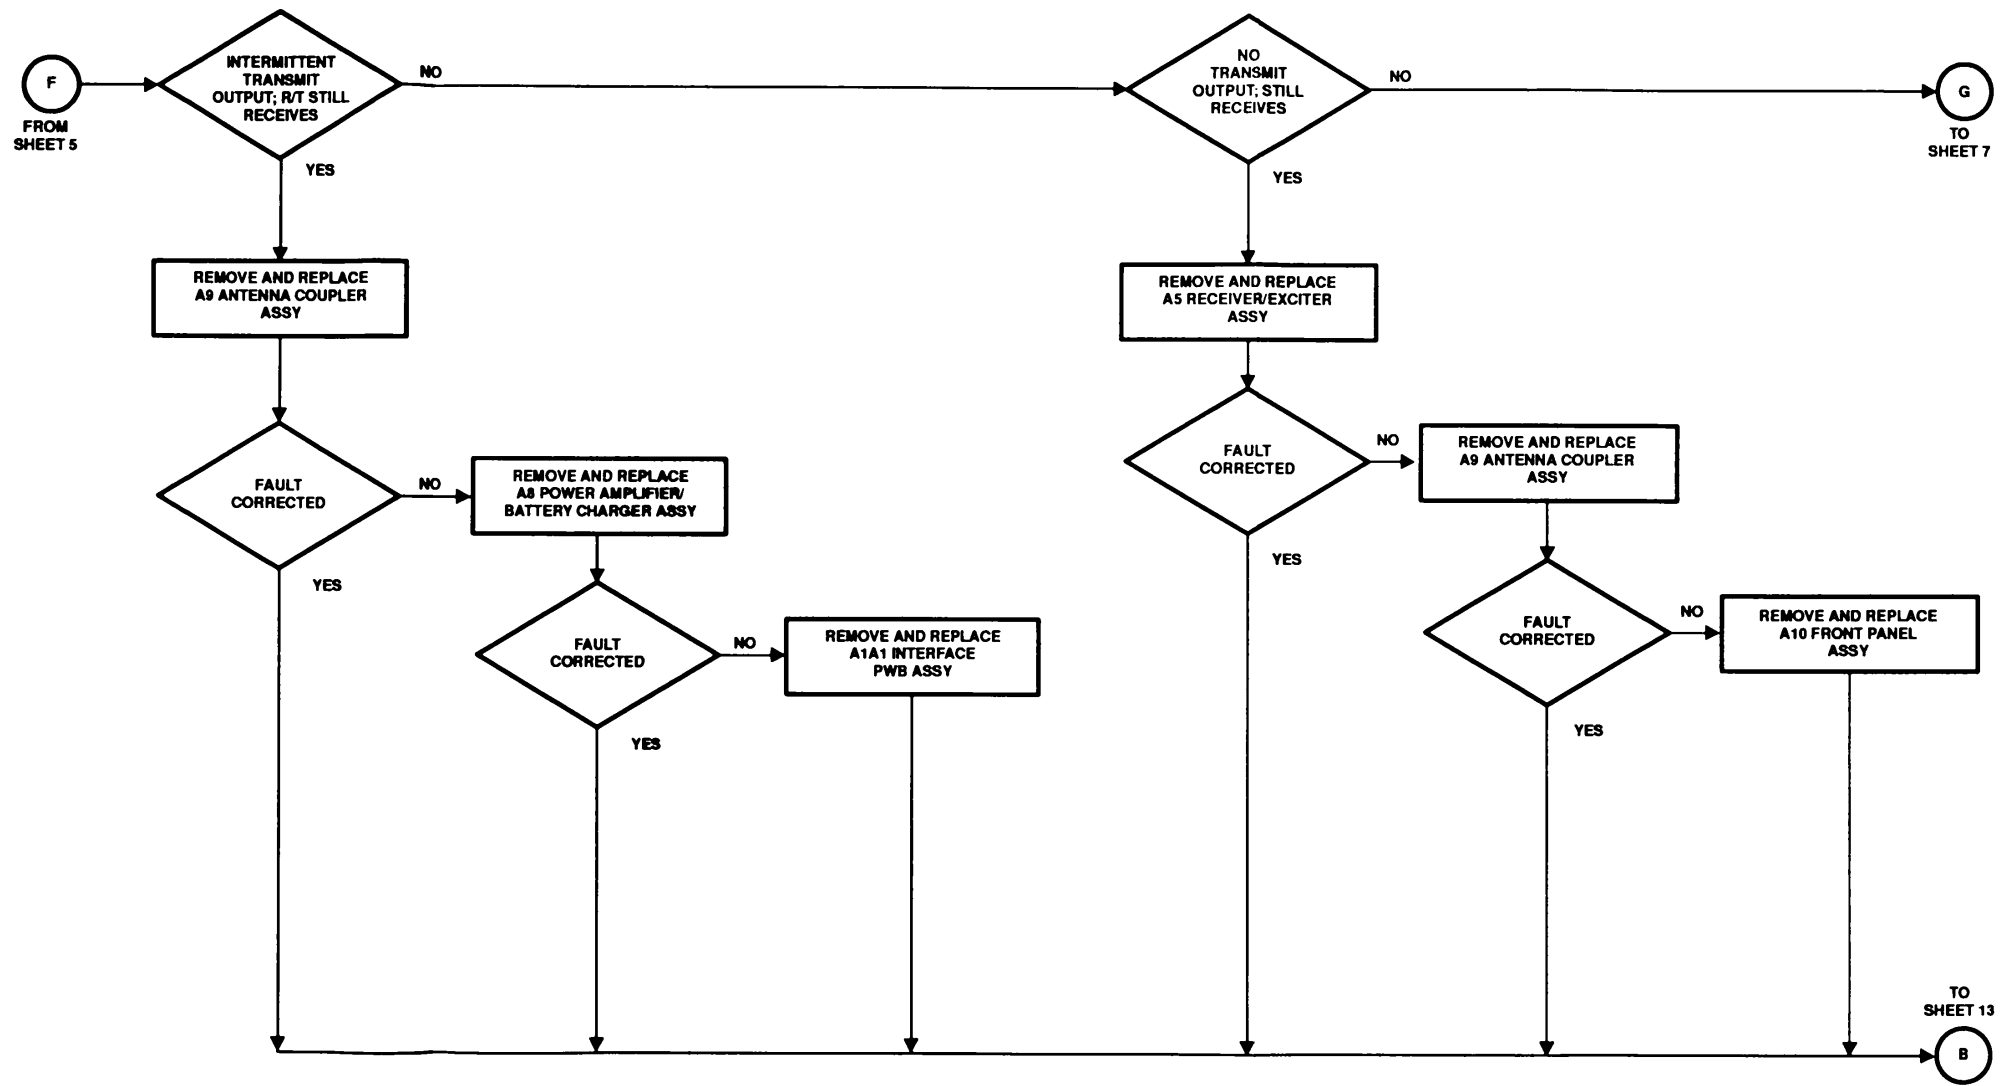 F
FROM
SHEET 5
INTERMITTENT
TRANSMIT
OUTPUT; R/T STILL
RECEIVES
NO
YES
NO
TRANSMIT
OUTPUT; STILL
RECEIVES
NO
YES
G
TO
SHEET 7
REMOVE AND REPLACE
A9 ANTENNA COUPLER
ASSY
FAULT
CORRECTED
NO
YES
REMOVE AND REPLACE
A8 POWER AMPLIFIER/
BATTERY CHARGER ASSY
FAULT
CORRECTED
NO
YES
REMOVE AND REPLACE
A1A1 INTERFACE
PWB ASSY
REMOVE AND REPLACE
A5 RECEIVER/EXCITER
ASSY
FAULT
CORRECTED
NO
YES
REMOVE AND REPLACE
A9 ANTENNA COUPLER
ASSY
FAULT
CORRECTED
NO
YES
REMOVE AND REPLACE
A10 FRONT PANEL
ASSY
TO
SHEET 13
B